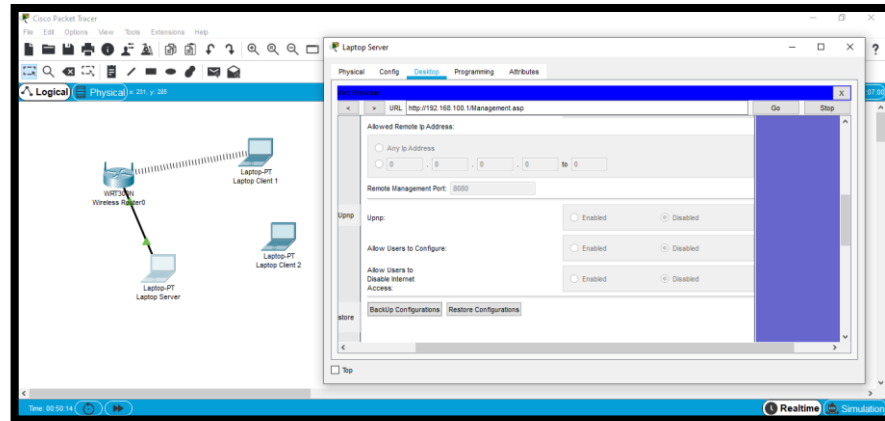 Cisco Packet Tracer
File Edit Options View Tools Extensions Help
Logical Physical x: 231, y: 265
07:00
Laptop-PT
Laptop Client 1
WRT300N
Wireless Router0
Laptop-PT
Laptop Client 2
Laptop-PT
Laptop Server
Laptop Server
Physical Config Desktop Programming Attributes
X
< > URL http://192.168.100.1/Management.asp Go Stop
Allowed Remote Ip Address:
Any Ip Address
0 . 0 . 0 . 0 to 0
Remote Management Port: 8080
Upnp Upnp: Enabled Disabled
Allow Users to Configure: Enabled Disabled
Allow Users to
Disable Internet Enabled Disabled
Access:
BackUp Configurations Restore Configurations
store
Top
Time: 00:50:14 Realtime Simulation